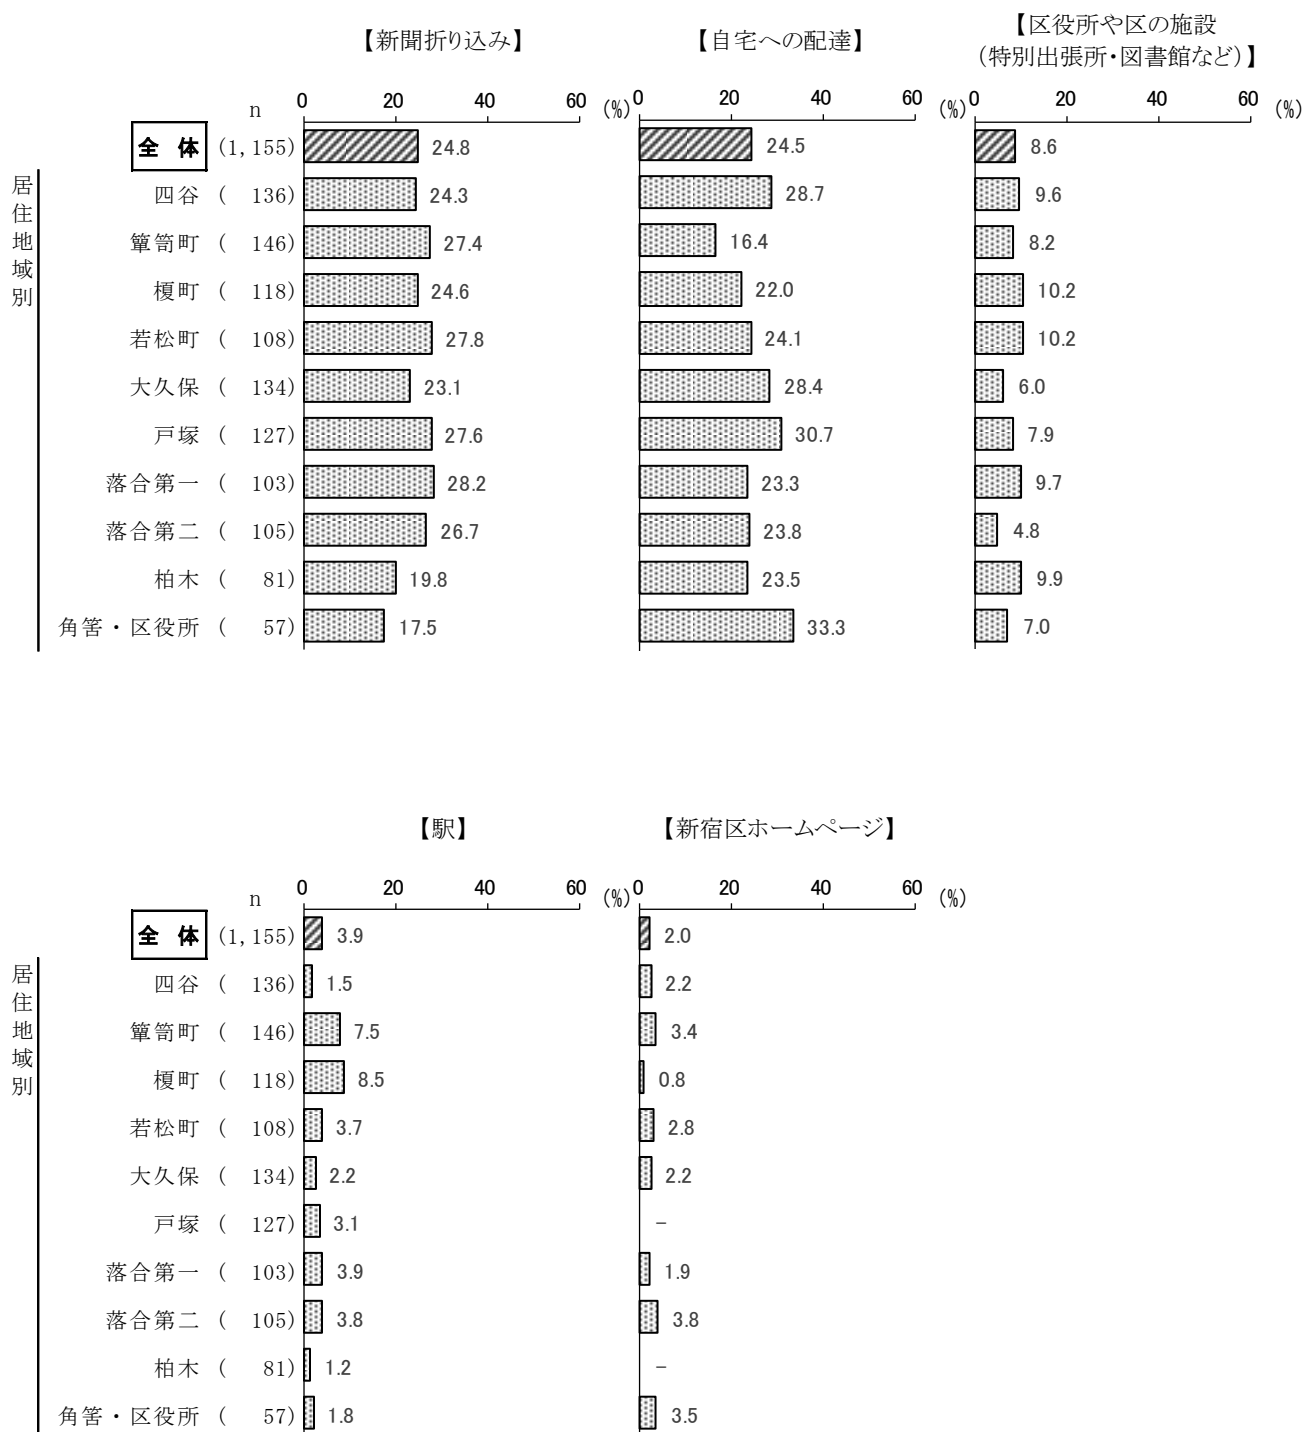 【新聞折り込み】 【自宅への配達】 【区役所や区の施設
(特別出張所・図書館など)】
n 0 20 40 60 (%) 0 20 40 60 (%) 0 20 40 60 (%)
全 体 (1,155) 24.8 24.5 8.6
居住地域別
四谷 ( 136) 24.3 28.7 9.6
簞笥町 ( 146) 27.4 16.4 8.2
榎町 ( 118) 24.6 22.0 10.2
若松町 ( 108) 27.8 24.1 10.2
大久保 ( 134) 23.1 28.4 6.0
戸塚 ( 127) 27.6 30.7 7.9
落合第一 ( 103) 28.2 23.3 9.7
落合第二 ( 105) 26.7 23.8 4.8
柏木 ( 81) 19.8 23.5 9.9
角筈・区役所 ( 57) 17.5 33.3 7.0
【駅】 【新宿区ホームページ】
n 0 20 40 60 (%) 0 20 40 60 (%)
全 体 (1,155) 3.9 2.0
居住地域別
四谷 ( 136) 1.5 2.2
簞笥町 ( 146) 7.5 3.4
榎町 ( 118) 8.5 0.8
若松町 ( 108) 3.7 2.8
大久保 ( 134) 2.2 2.2
戸塚 ( 127) 3.1 -
落合第一 ( 103) 3.9 1.9
落合第二 ( 105) 3.8 3.8
柏木 ( 81) 1.2 -
角筈・区役所 ( 57) 1.8 3.5